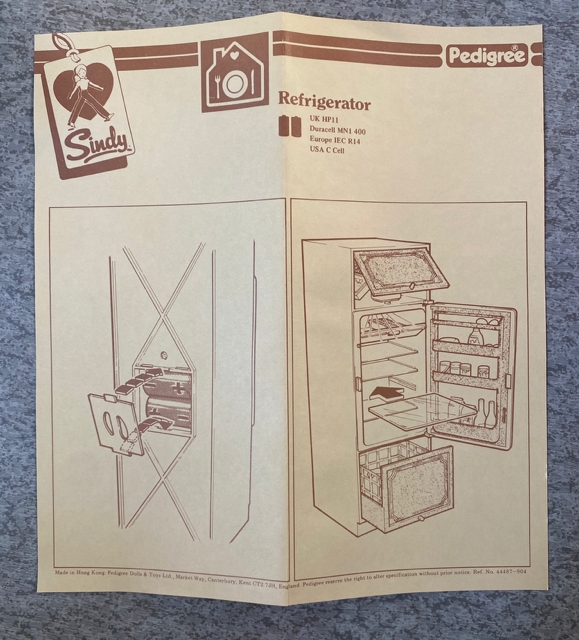 Sindy
Pedigree®
Refrigerator
UK HP11
Duracell MN1 400
Europe IEC R14
USA C Cell
Made in Hong Kong. Pedigree Dolls & Toys Ltd., Market Way, Canterbury, Kent CT2 7JH, England. Pedigree reserve the right to alter specification without prior notice. Ref. No. 44487-904